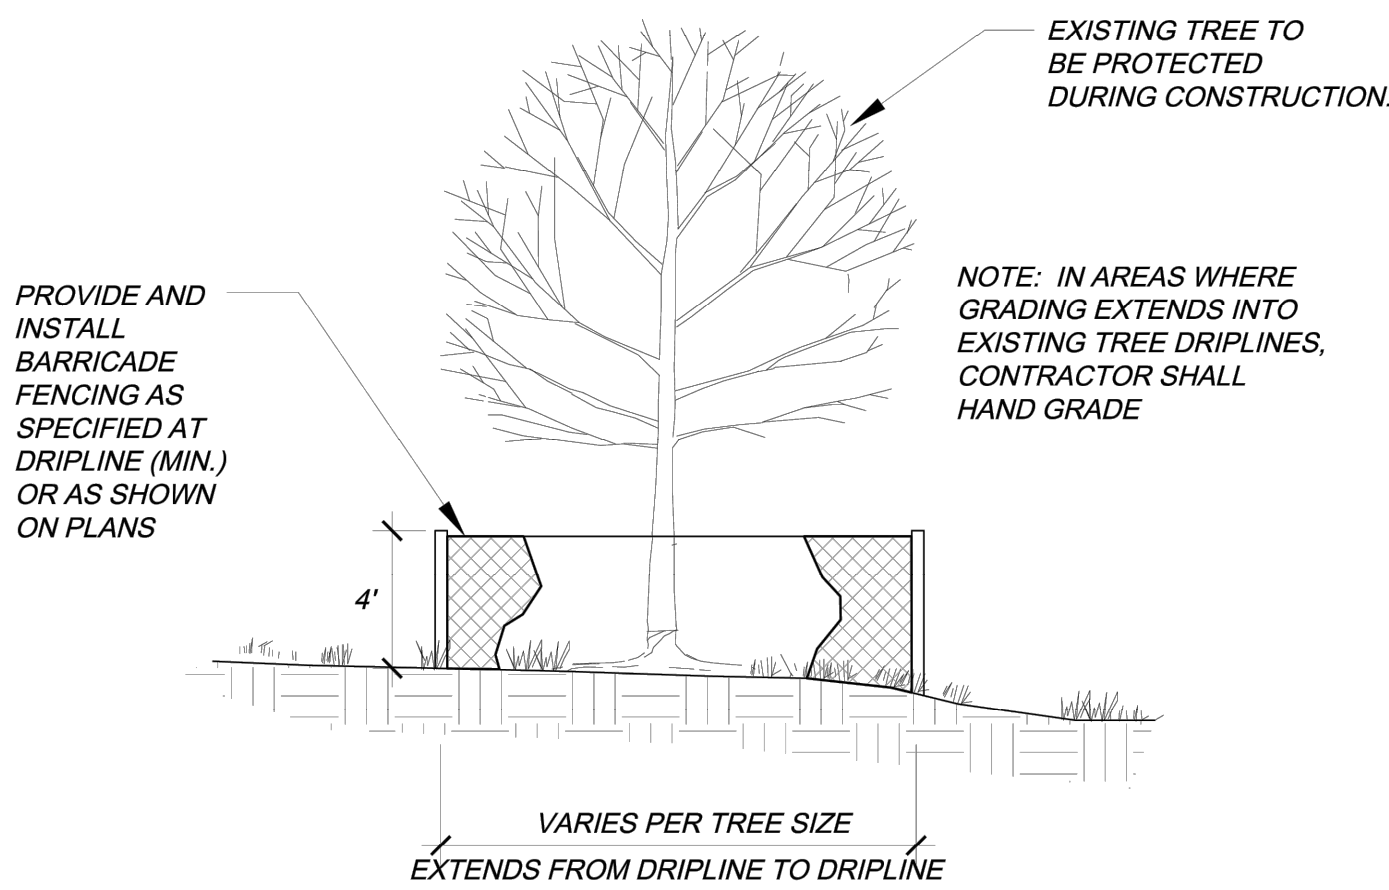 EXISTING TREE TO
BE PROTECTED
DURING CONSTRUCTION.
NOTE: IN AREAS WHERE
GRADING EXTENDS INTO
EXISTING TREE DRIPLINES,
CONTRACTOR SHALL
HAND GRADE
PROVIDE AND
INSTALL
BARRICADE
FENCING AS
SPECIFIED AT
DRIPLINE (MIN.)
OR AS SHOWN
ON PLANS
4'
VARIES PER TREE SIZE
EXTENDS FROM DRIPLINE TO DRIPLINE